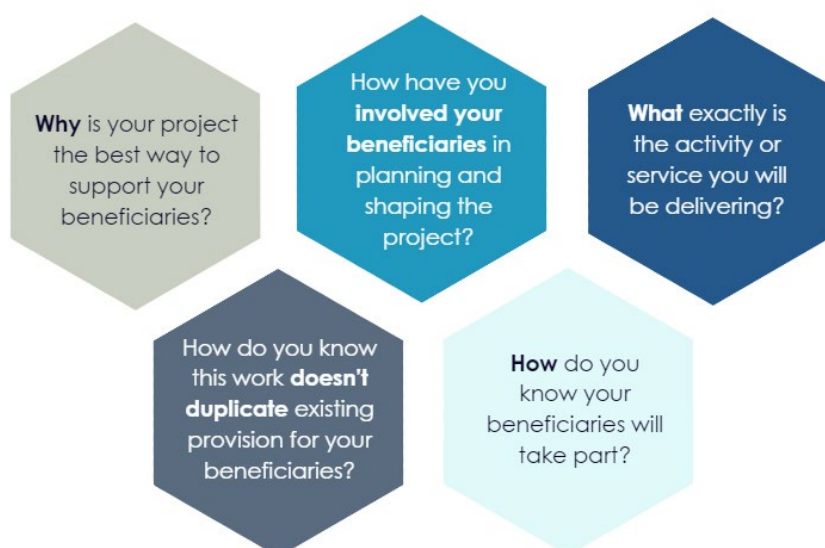 Why is your project
the best way to
support your
beneficiaries?
How have you
involved your
beneficiaries in
planning and
shaping the
project?
What exactly is
the activity or
service you will
be delivering?
How do you know
this work doesn't
duplicate existing
provision for your
beneficiaries?
How do you
know your
beneficiaries will
take part?